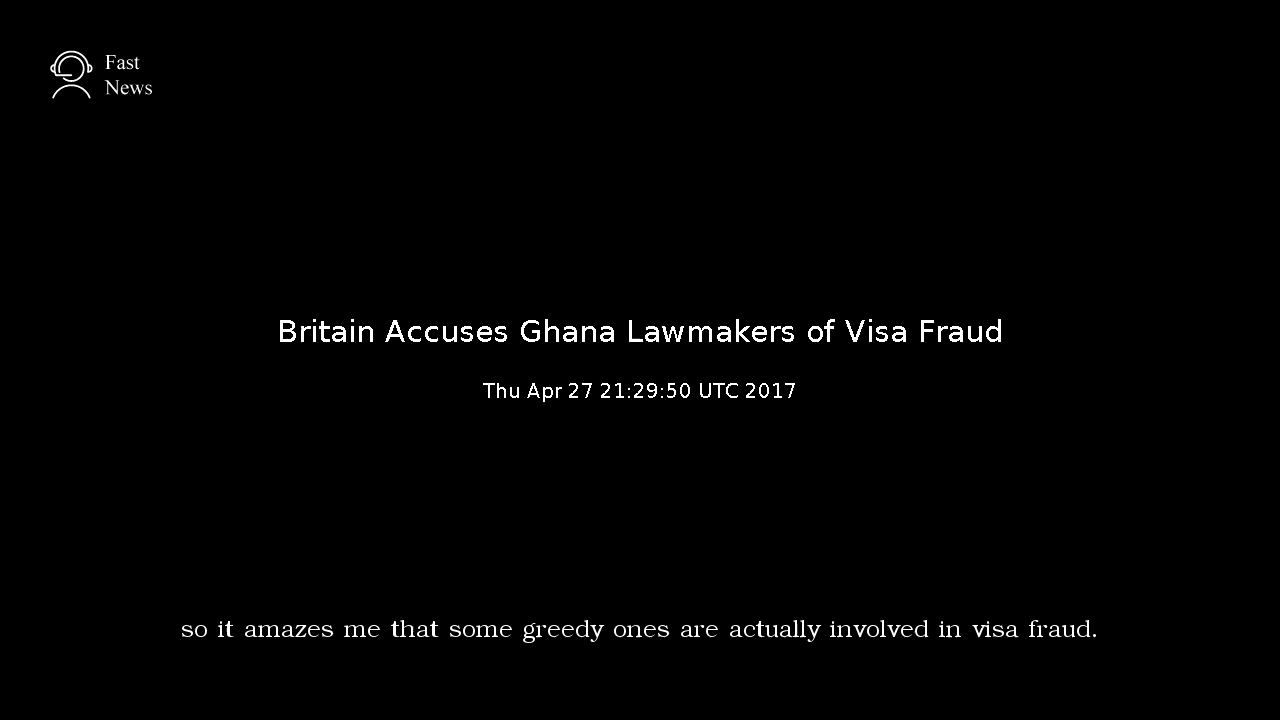 Fast
News
Britain Accuses Ghana Lawmakers of Visa Fraud
Thu Apr 27 21:29:50 UTC 2017
so it amazes me that some greedy ones are actually involved in visa fraud.